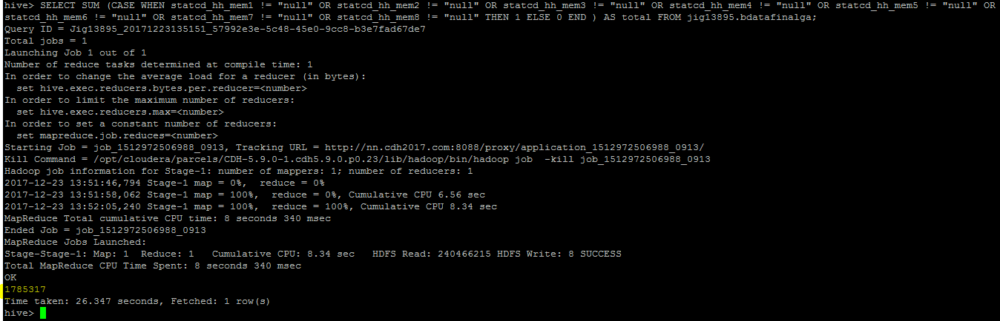 hive> SELECT SUM (CASE WHEN statcd_hh_mem1 != "null" OR statcd_hh_mem2 != "null" OR statcd_hh_mem3 != "null" OR statcd_hh_mem4 != "null" OR statcd_hh_mem5 != "null" OR
statcd_hh_mem6 != "null" OR statcd_hh_mem7 != "null" OR statcd_hh_mem8 != "null" THEN 1 ELSE 0 END ) AS total FROM jig13895.bdatafinalga;
Query ID = Jig13895_20171223135151_57992e3e-5c48-45e0-9cc8-b3e7fad67de7
Total jobs = 1
Launching Job 1 out of 1
Number of reduce tasks determined at compile time: 1
In order to change the average load for a reducer (in bytes):
  set hive.exec.reducers.bytes.per.reducer=<number>
In order to limit the maximum number of reducers:
  set hive.exec.reducers.max=<number>
In order to set a constant number of reducers:
  set mapreduce.job.reduces=<number>
Starting Job = job_1512972506988_0913, Tracking URL = http://nn.cdh2017.com:8088/proxy/application_1512972506988_0913/
Kill Command = /opt/cloudera/parcels/CDH-5.9.0-1.cdh5.9.0.p0.23/lib/hadoop/bin/hadoop job  -kill job_1512972506988_0913
Hadoop job information for Stage-1: number of mappers: 1; number of reducers: 1
2017-12-23 13:51:46,794 Stage-1 map = 0%,  reduce = 0%
2017-12-23 13:51:58,062 Stage-1 map = 100%,  reduce = 0%, Cumulative CPU 6.56 sec
2017-12-23 13:52:05,240 Stage-1 map = 100%,  reduce = 100%, Cumulative CPU 8.34 sec
MapReduce Total cumulative CPU time: 8 seconds 340 msec
Ended Job = job_1512972506988_0913
MapReduce Jobs Launched:
Stage-Stage-1: Map: 1  Reduce: 1   Cumulative CPU: 8.34 sec   HDFS Read: 240466215 HDFS Write: 8 SUCCESS
Total MapReduce CPU Time Spent: 8 seconds 340 msec
OK
1785317
Time taken: 26.347 seconds, Fetched: 1 row(s)
hive>